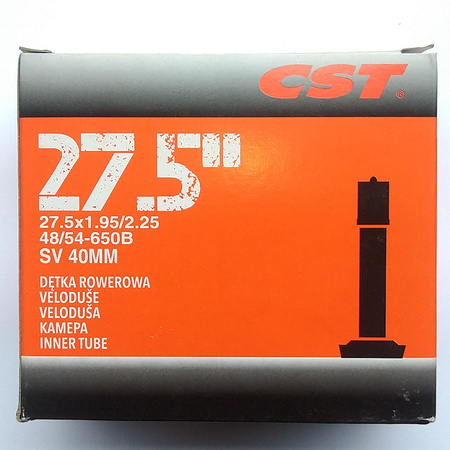 CST®
27.5"
27.5x1.95/2.25
48/54-650B
SV 40MM
DĘTKA ROWEROWA
VELODUŠE
VELODUŠA
КАМЕРА
INNER TUBE